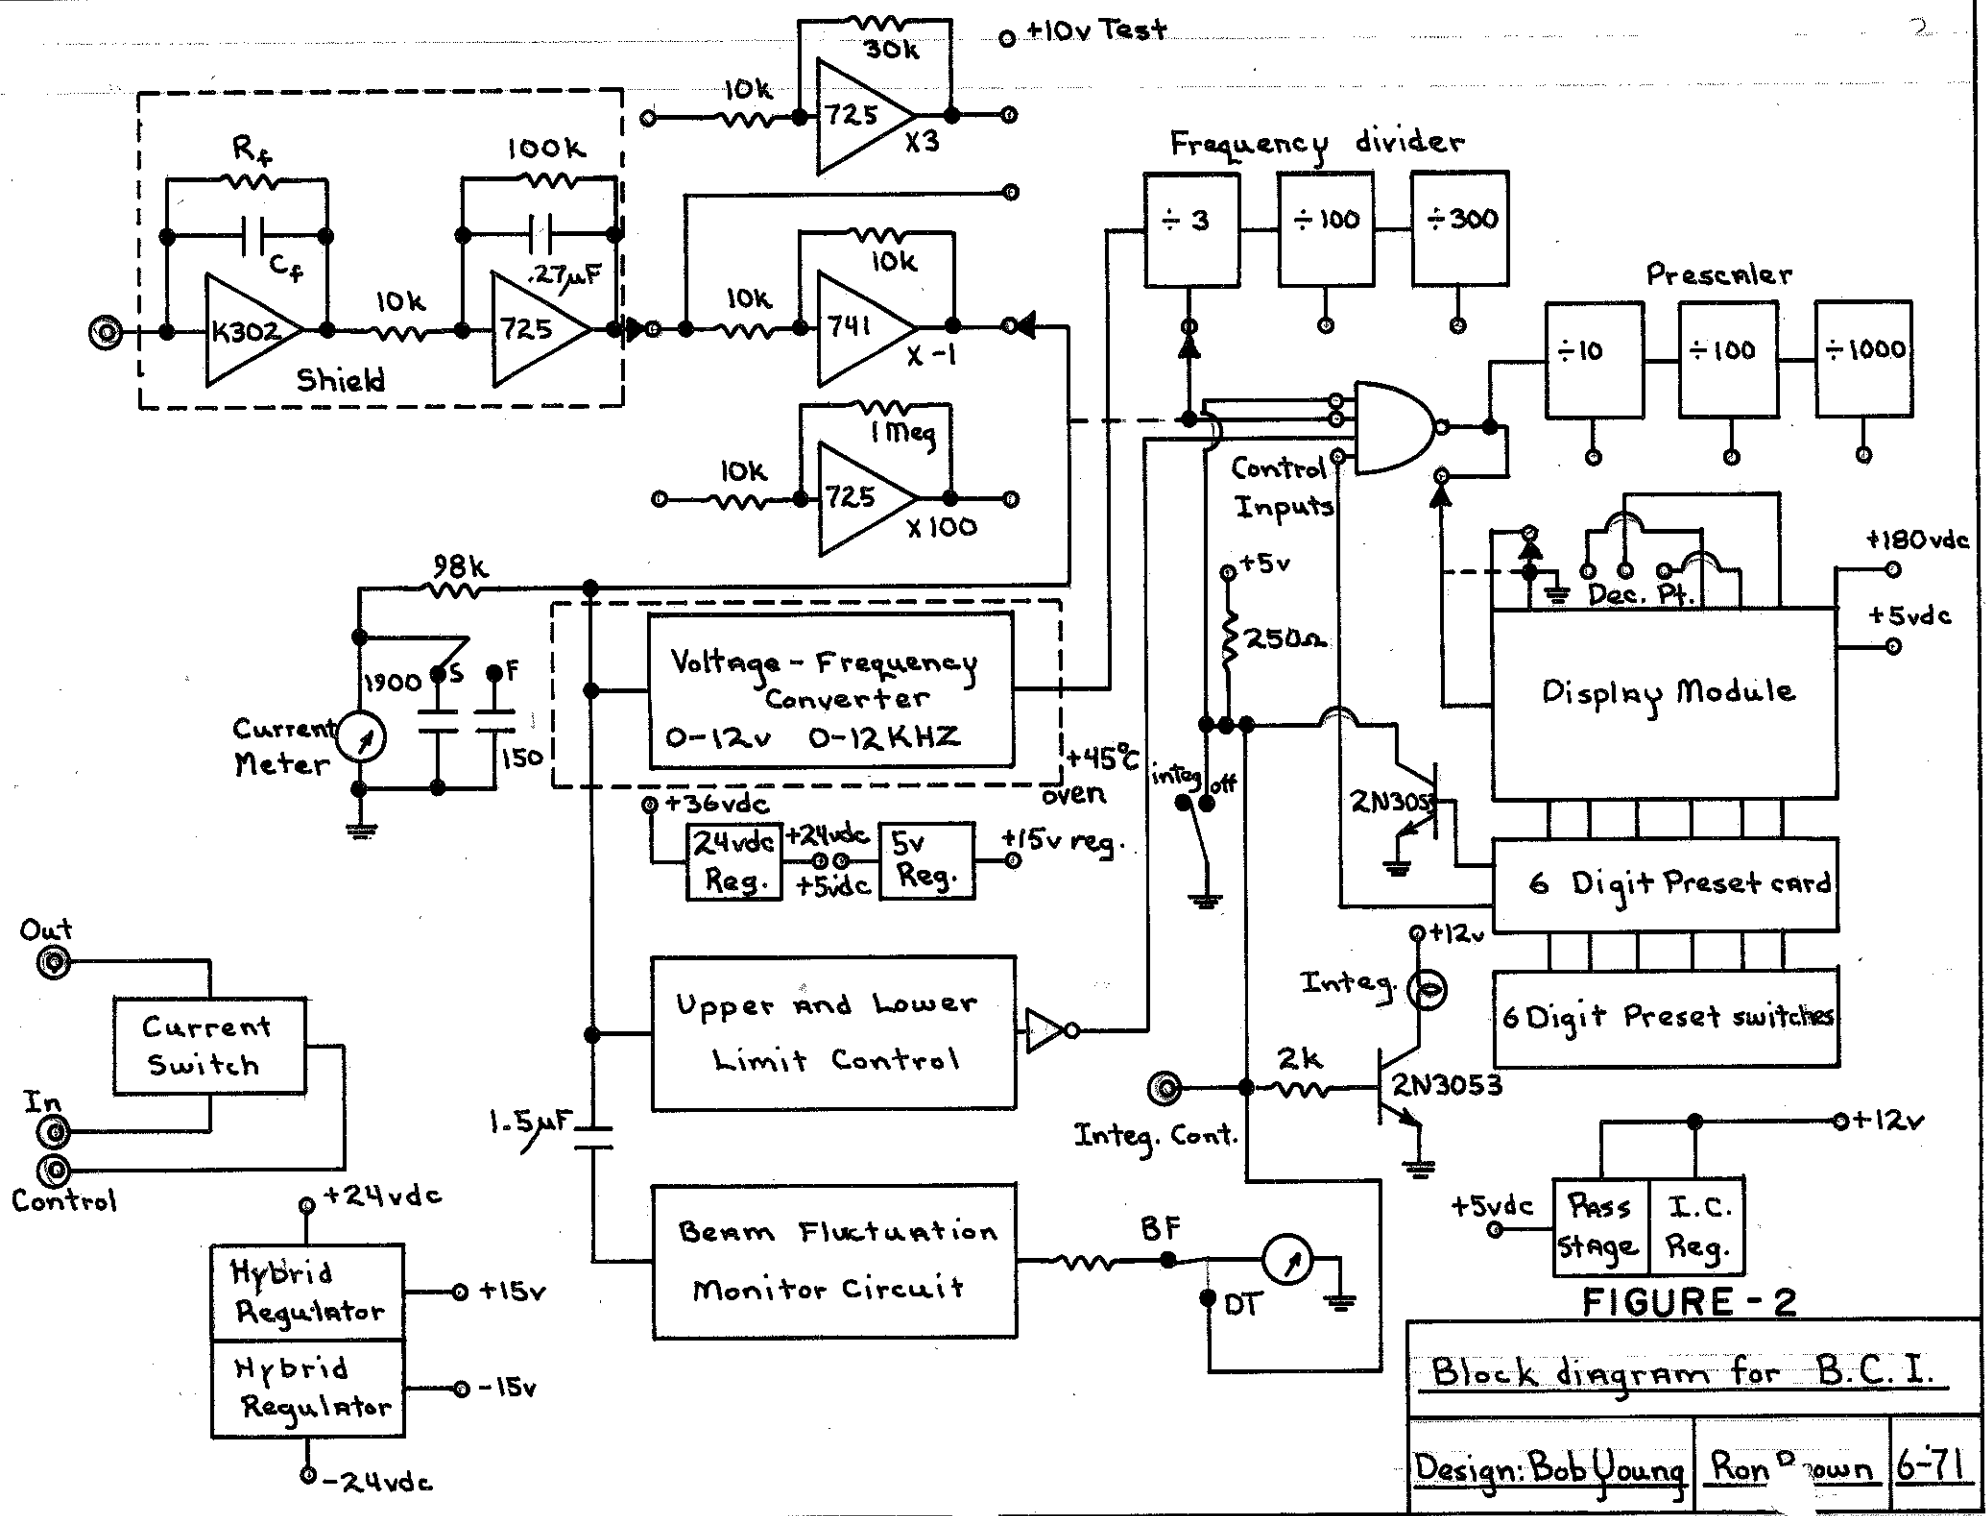 2
+10v Test
30k
10k
725
X3
Rf
100k
Cf
.27µF
K302
10k
725
Shield
10k
10k
741
X -1
1 Meg
10k
725
X100
Frequency divider
÷ 3
÷100
÷300
Prescaler
÷10
÷100
÷1000
Control
Inputs
+5v
250Ω
Dec. Pt.
+180vdc
+5vdc
Display Module
98k
1900
S
F
150
Current
Meter
Voltage - Frequency
Converter
0-12v 0-12KHZ
+45°C
oven
integ
off
2N3053
+36vdc
24vdc
Reg.
+24vdc
+5vdc
5v
Reg.
+15v reg.
6 Digit Preset card
6 Digit Preset switches
+12v
Integ.
2k
2N3053
Integ. Cont.
Out
Current
Switch
In
Control
Upper and Lower
Limit Control
1.5µF
Beam Fluctuation
Monitor Circuit
BF
DT
+24vdc
Hybrid
Regulator
+15v
Hybrid
Regulator
-15v
-24vdc
+12v
+5vdc
Pass
Stage
I.C.
Reg.
FIGURE-2
Block diagram for B.C.I.
Design: Bob Young
Ron
6-71